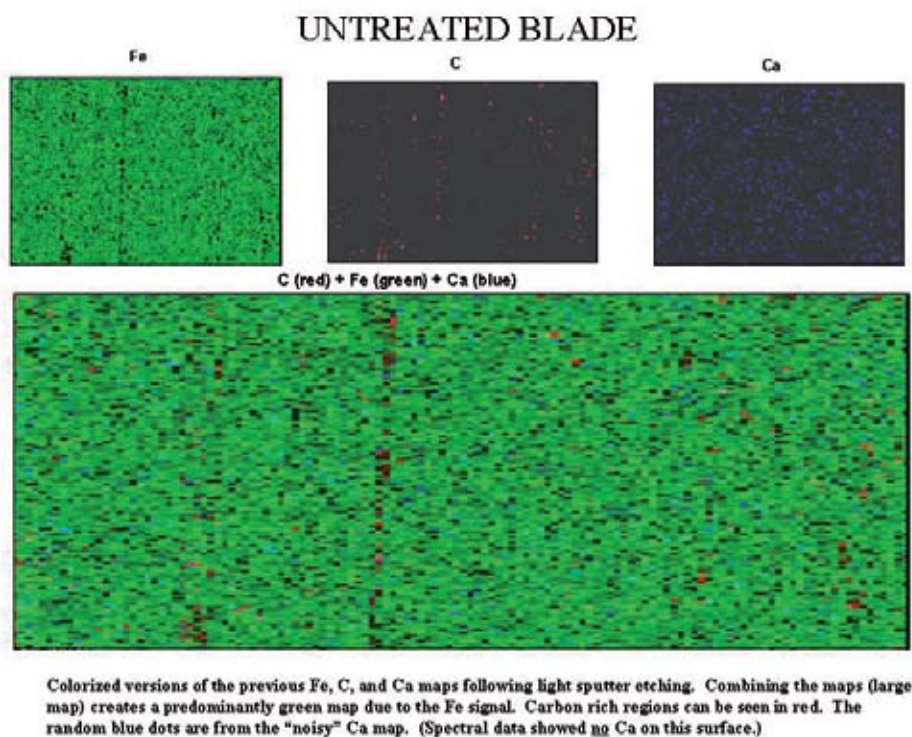 UNTREATED BLADE
Fe
C
Ca
C (red) + Fe (green) + Ca (blue)
Colorized versions of the previous Fe, C, and Ca maps following light sputter etching. Combining the maps (large
map) creates a predominantly green map due to the Fe signal. Carbon rich regions can be seen in red. The
random blue dots are from the “noisy” Ca map. (Spectral data showed no Ca on this surface.)